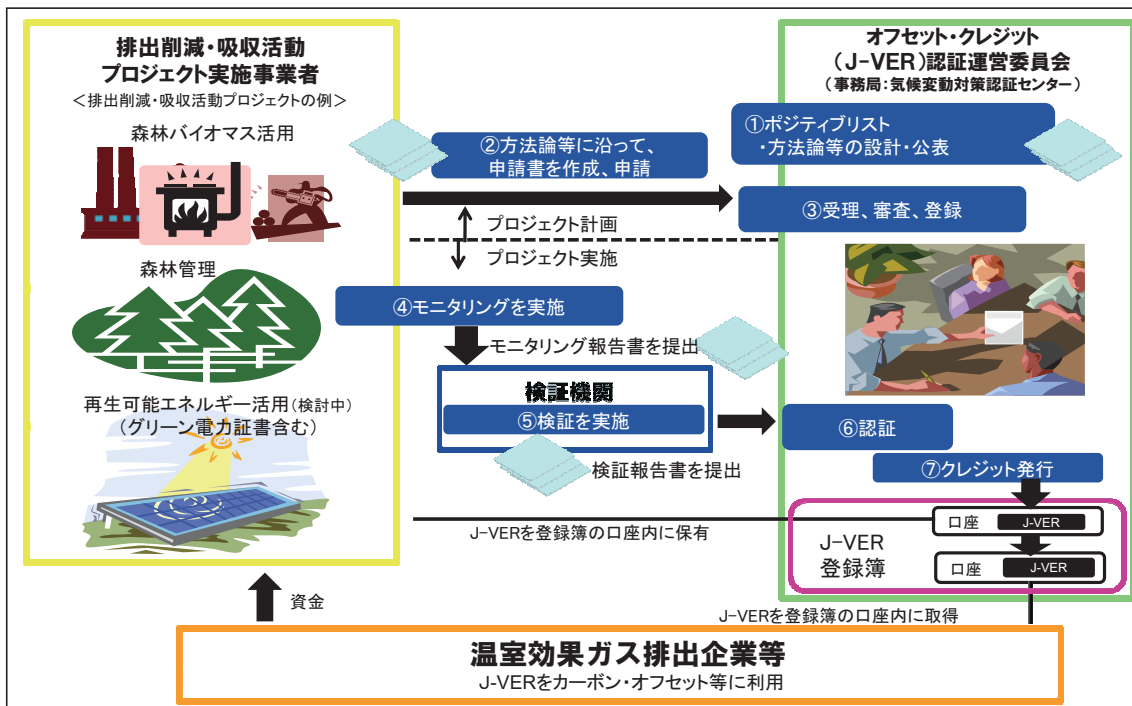 排出削減・吸収活動
プロジェクト実施事業者
＜排出削減・吸収活動プロジェクトの例＞
森林バイオマス活用
森林管理
再生可能エネルギー活用(検討中)
（グリーン電力証書含む）
②方法論等に沿って、
申請書を作成、申請
プロジェクト計画
プロジェクト実施
④モニタリングを実施
モニタリング報告書を提出
検証機関
⑤検証を実施
検証報告書を提出
オフセット・クレジット
（J-VER）認証運営委員会
（事務局：気候変動対策認証センター）
①ポジティブリスト
・方法論等の設計・公表
③受理、審査、登録
⑥認証
⑦クレジット発行
J-VER
登録簿
口座 J-VER
口座 J-VER
J-VERを登録簿の口座内に保有
J-VERを登録簿の口座内に取得
資金
温室効果ガス排出企業等
J-VERをカーボン・オフセット等に利用